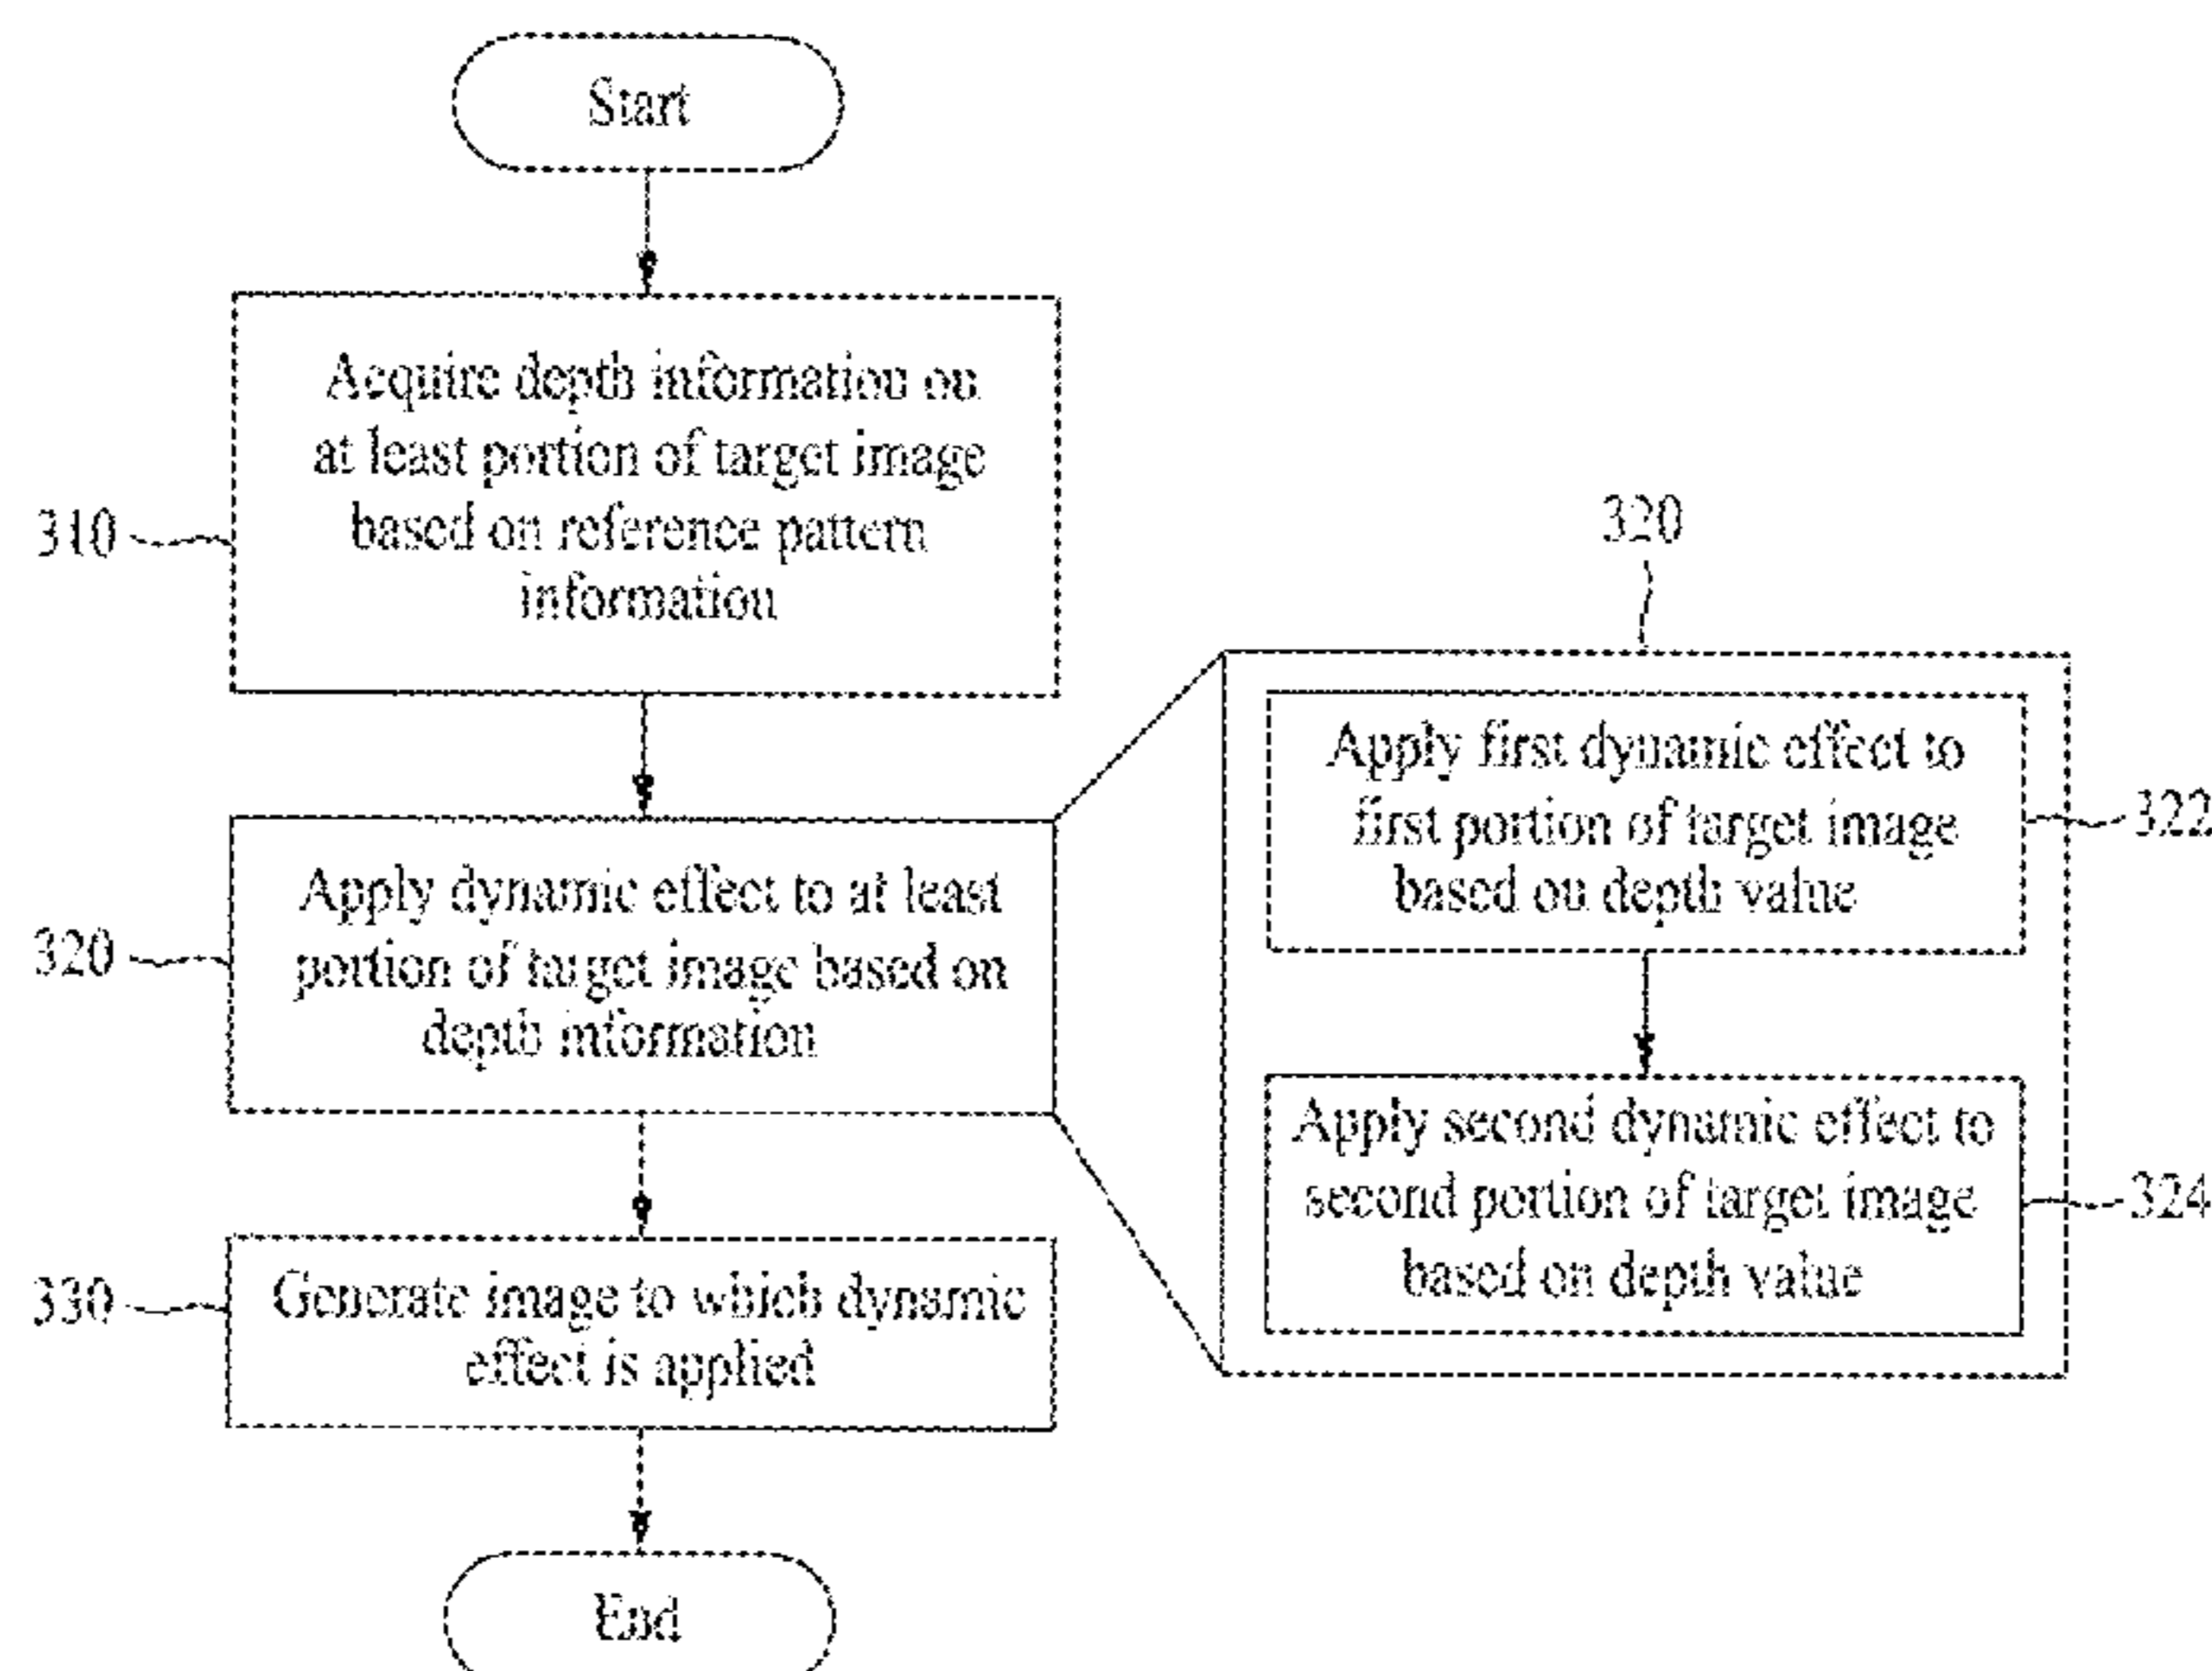 Start
310
Acquire depth information on
at least portion of target image
based on reference pattern
information
320
Apply dynamic effect to at least
portion of target image based on
depth information
330
Generate image to which dynamic
effect is applied
End
320
Apply first dynamic effect to
first portion of target image
based on depth value
322
Apply second dynamic effect to
second portion of target image
based on depth value
324